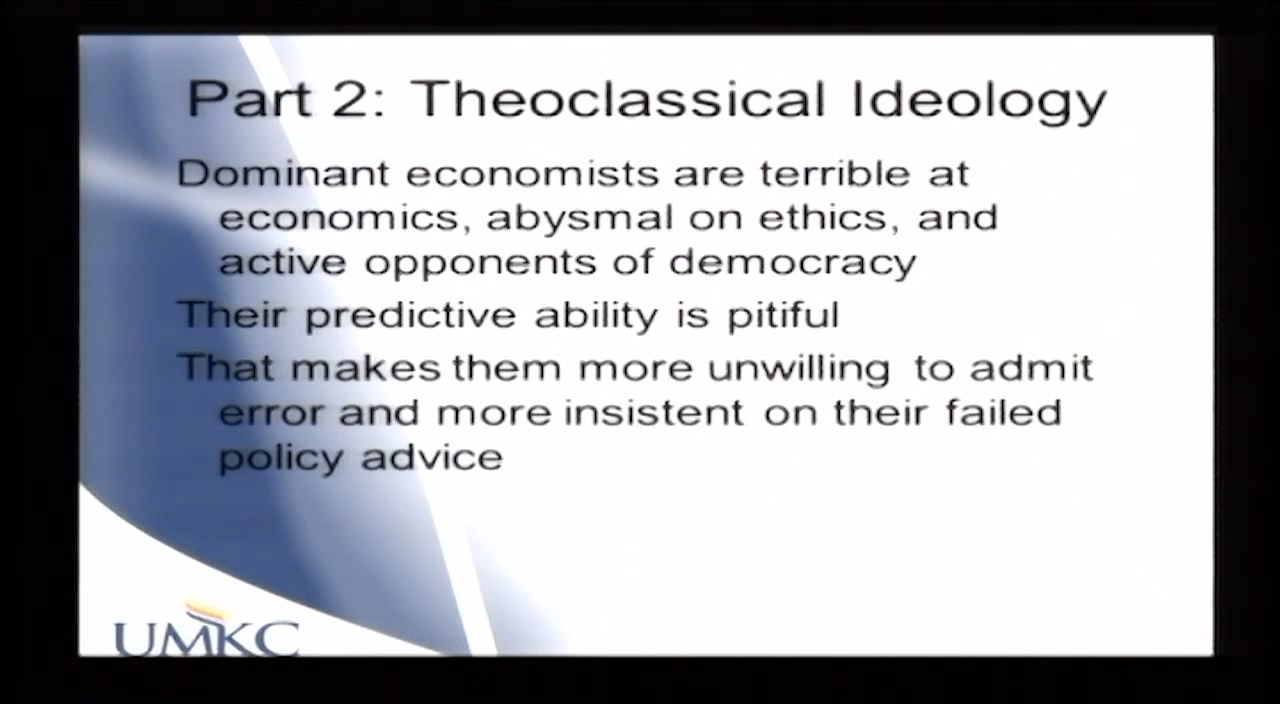 Part 2: Theoclassical Ideology
Dominant economists are terrible at
economics, abysmal on ethics, and
active opponents of democracy
Their predictive ability is pitiful
That makes them more unwilling to admit
error and more insistent on their failed
policy advice
UMKC